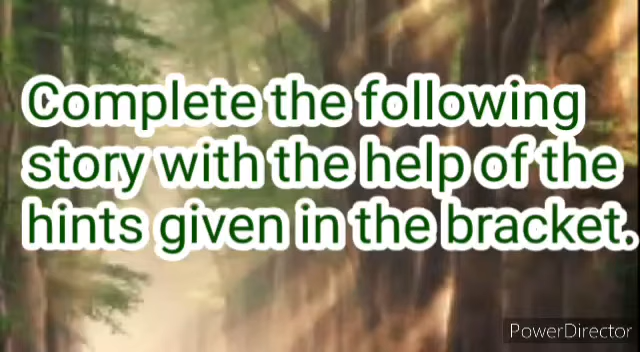 Complete the following
story with the help of the
hints given in the bracket.
PowerDirector